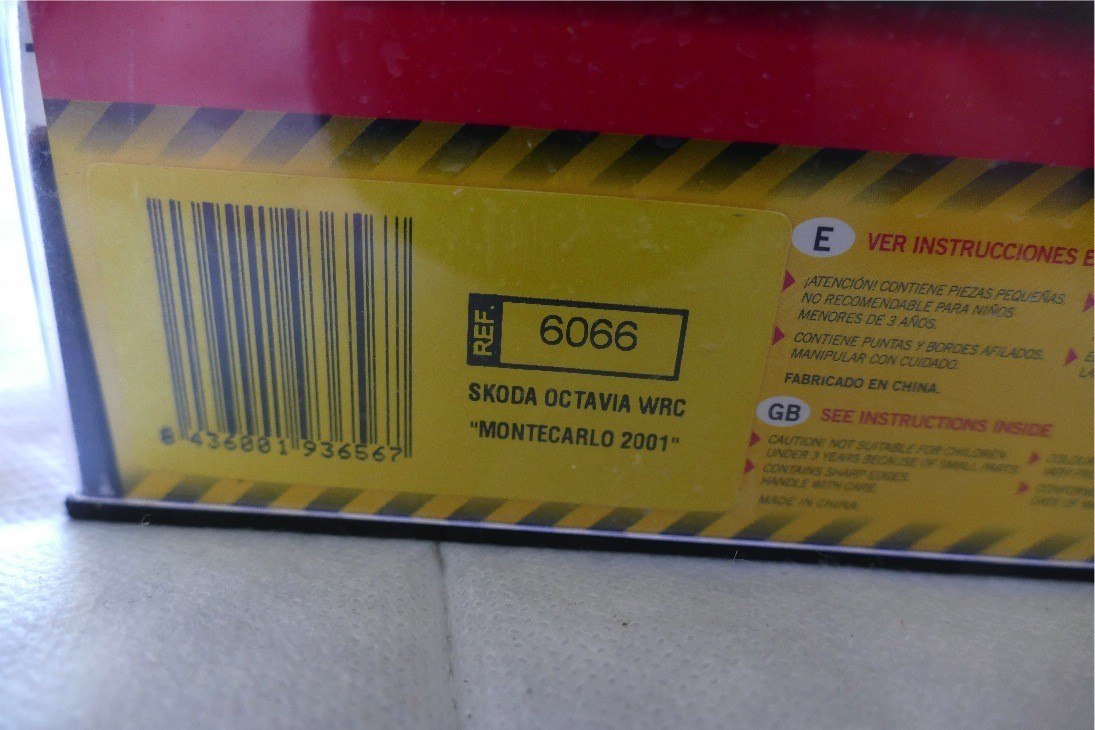 8 436001 936567
REF. 6066
SKODA OCTAVIA WRC
"MONTECARLO 2001"
E VER INSTRUCCIONES E
¡ATENCIÓN! CONTIENE PIEZAS PEQUEÑAS.
NO RECOMENDABLE PARA NIÑOS
MENORES DE 3 AÑOS.
CONTIENE PUNTAS Y BORDES AFILADOS.
MANIPULAR CON CUIDADO.
FABRICADO EN CHINA.
GB SEE INSTRUCTIONS INSIDE
CAUTION! NOT SUITABLE FOR CHILDREN
UNDER 3 YEARS BECAUSE OF SMALL PARTS.
CONTAINS SHARP EDGES.
HANDLE WITH CARE.
MADE IN CHINA.